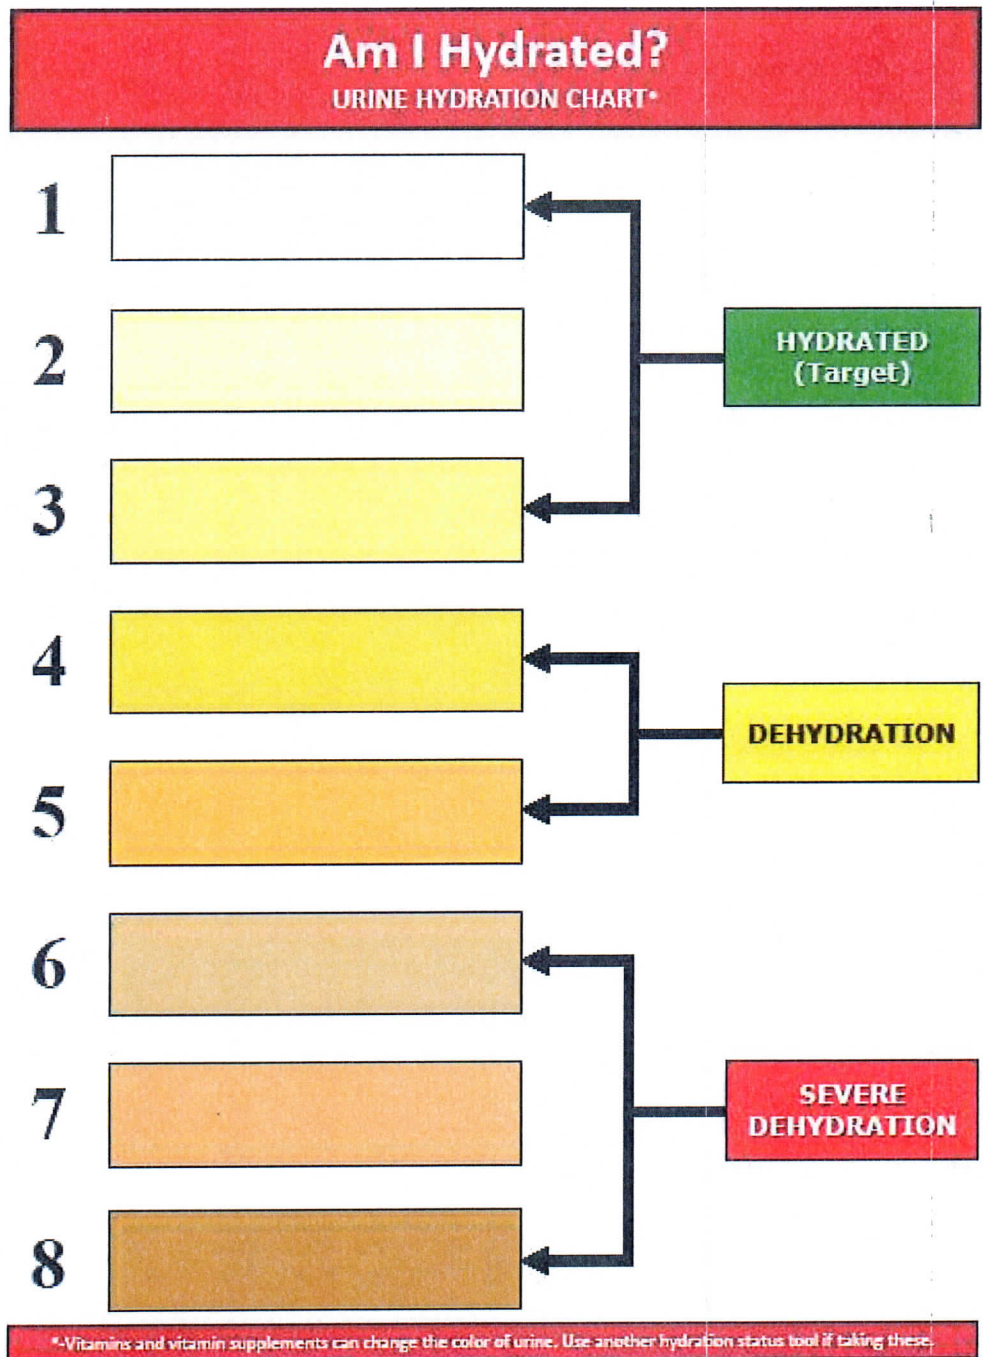 Am I Hydrated?
URINE HYDRATION CHART*
1
2
HYDRATED
(Target)
3
4
DEHYDRATION
5
6
7
SEVERE
DEHYDRATION
8
*-Vitamins and vitamin supplements can change the color of urine. Use another hydration status tool if taking these.